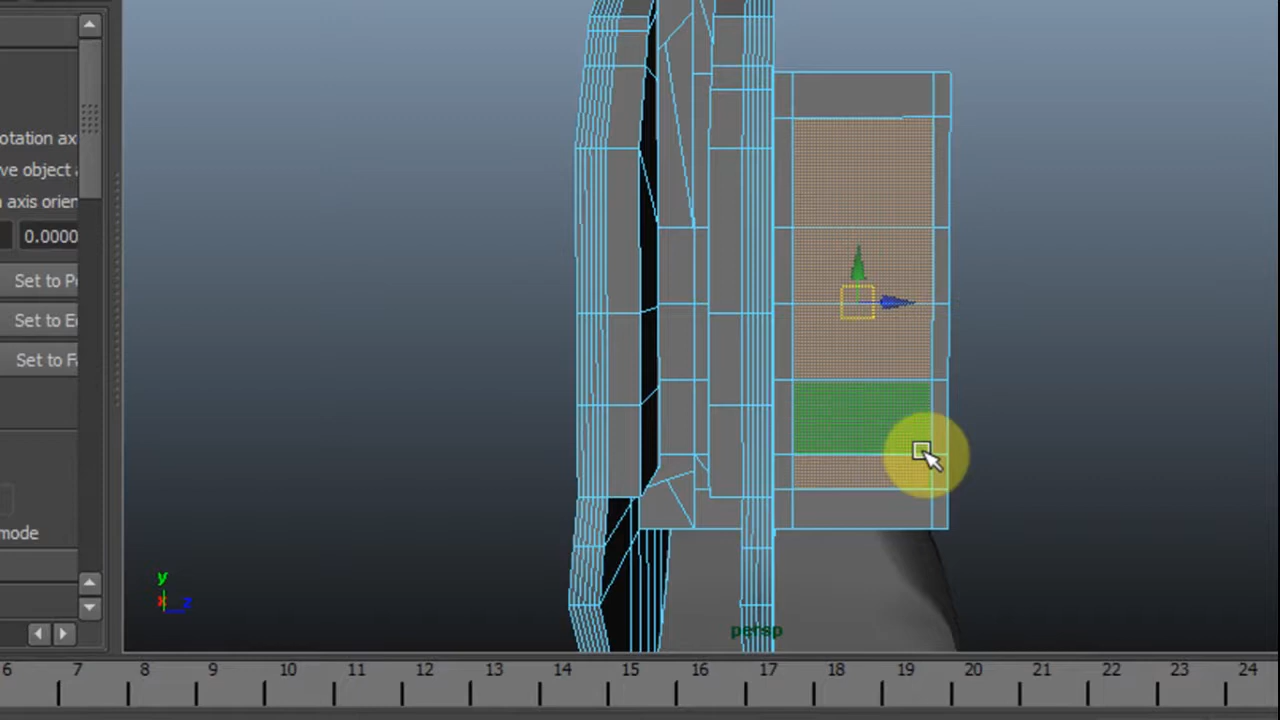 otation ax
ve object a
axis orien
0.0000
Set to P
Set to E
Set to F
mode
y
x z
persp
6 7 8 9 10 11 12 13 14 15 16 17 18 19 20 21 22 23 24